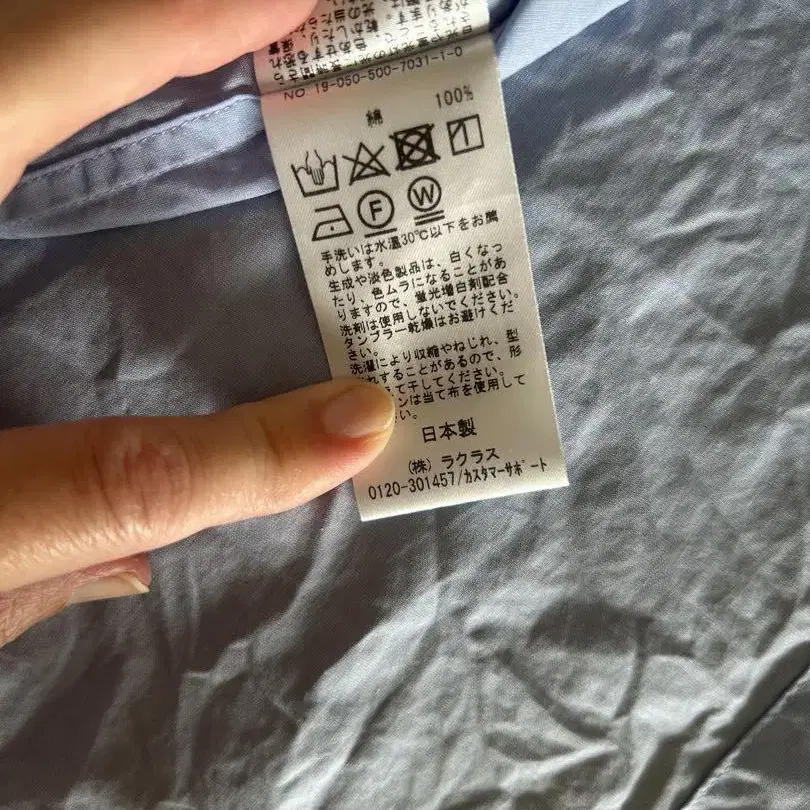 NO. 19-050-500-7031-1-0
綿 100%
F W
手洗いは水温30℃以下をお薦
めします。
生成や淡色製品は、白くなっ
たり、色ムラになることがあ
りますので、蛍光増白剤配合
洗剤は使用しないでください。
タンブラー乾燥はお避けくだ
さい。
洗濯により収縮やねじれ、型
れすることがあるので、形
て干してください。
ンは当て布を使用して
い。
日本製
(株) ラクラス
0120-301457/カスタマーサポート